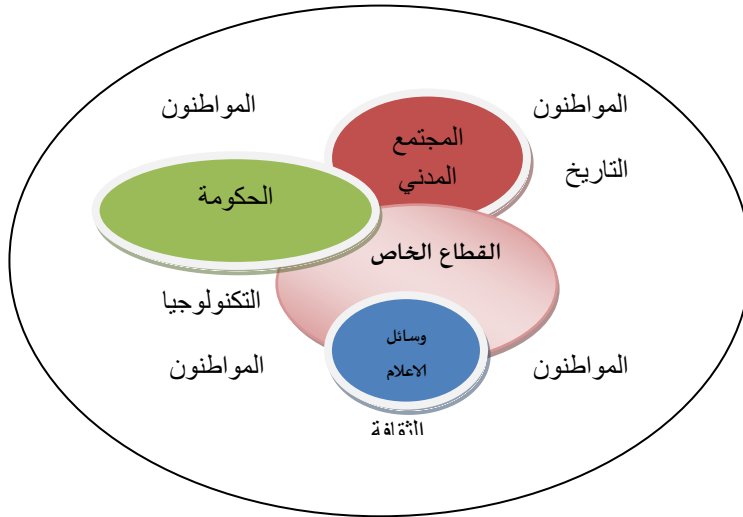 المواطنون
المواطنون
المجتمع
المدني
التاريخ
الحكومة
القطاع الخاص
التكنولوجيا
وسائل
الاعلام
المواطنون
المواطنون
الثقافة